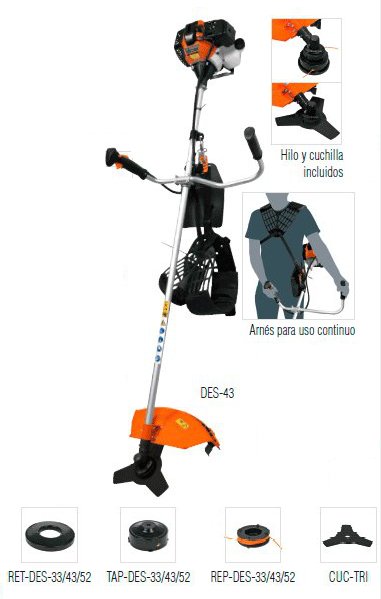 Hilo y cuchilla
incluidos
Arnés para uso continuo
DES-43
RET-DES-33/43/52
TAP-DES-33/43/52
REP-DES-33/43/52
CUC-TRI